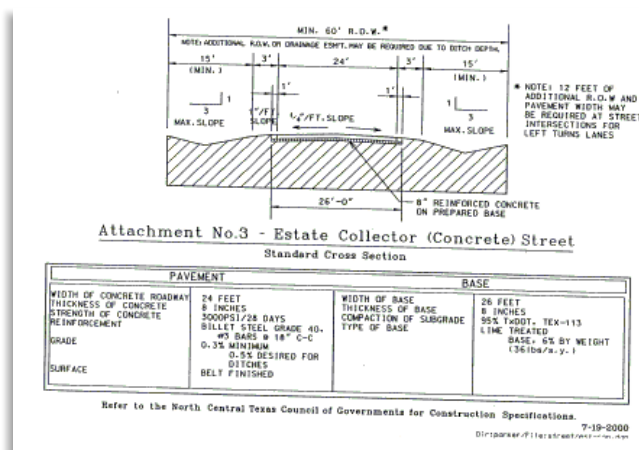 MIN. 60' R.O.W.*
NOTE: ADDITIONAL R.O.W. OR DRAINAGE ESMT. MAY BE REQUIRED DUE TO DITCH DEPTH.
15' 3' 24' 3' 15'
(MIN.) (MIN.)
1' 1'
* NOTE: 12 FEET OF
ADDITIONAL R.O.W AND
PAVEMENT WIDTH MAY
BE REQUIRED AT STREET
INTERSECTIONS FOR
LEFT TURNS LANES
1 1
3 3
MAX. SLOPE MAX. SLOPE
1"/FT. SLOPE
1/4"/FT. SLOPE
26'-0"
8" REINFORCED CONCRETE
ON PREPARED BASE
Attachment No.3 - Estate Collector (Concrete) Street
Standard Cross Section
PAVEMENT BASE
WIDTH OF CONCRETE ROADWAY 24 FEET
THICKNESS OF CONCRETE 8 INCHES
STRENGTH OF CONCRETE 3000PSI/28 DAYS
REINFORCEMENT BILLET STEEL GRADE 40,
#3 BARS @ 18" C-C
GRADE 0.3% MINIMUM
0.5% DESIRED FOR
DITCHES
SURFACE BELT FINISHED
WIDTH OF BASE 26 FEET
THICKNESS OF BASE 8 INCHES
COMPACTION OF SUBGRADE 95% TxDOT, TEX-113
TYPE OF BASE LIME TREATED
BASE, 6% BY WEIGHT
(36lbs/s.y.)
Refer to the North Central Texas Council of Governments for Construction Specifications.
7-19-2000